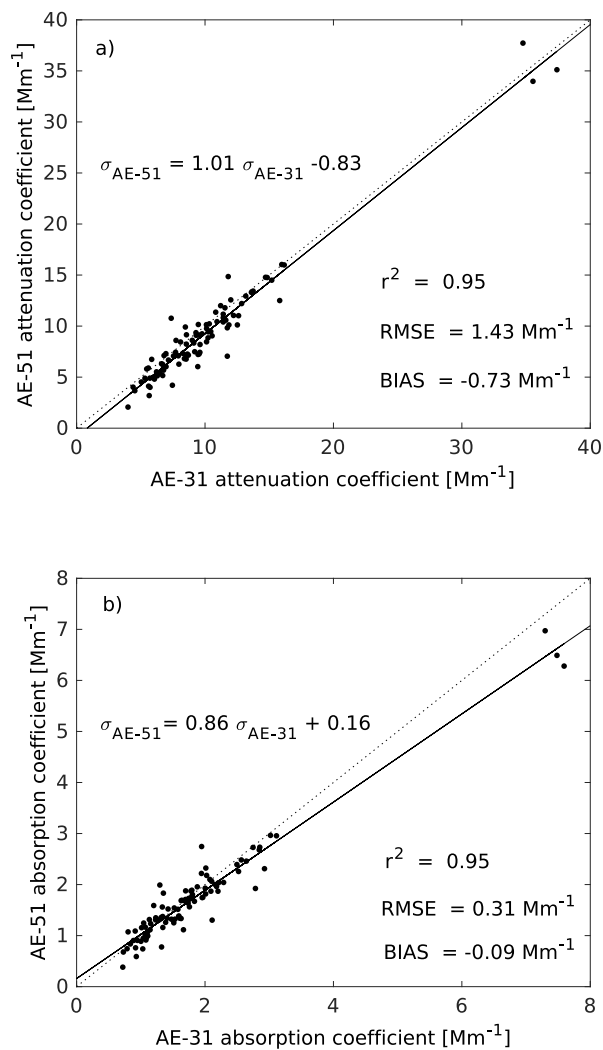 a)
AE-51 attenuation coefficient [Mm⁻¹]
40
35
30
25
20
15
10
5
0
σAE-51 = 1.01 σAE-31 -0.83
r² = 0.95
RMSE = 1.43 Mm⁻¹
BIAS = -0.73 Mm⁻¹
0 10 20 30 40
AE-31 attenuation coefficient [Mm⁻¹]
b)
AE-51 absorption coefficient [Mm⁻¹]
8
7
6
5
4
3
2
1
0
σAE-51= 0.86 σAE-31 + 0.16
r² = 0.95
RMSE = 0.31 Mm⁻¹
BIAS = -0.09 Mm⁻¹
0 2 4 6 8
AE-31 absorption coefficient [Mm⁻¹]